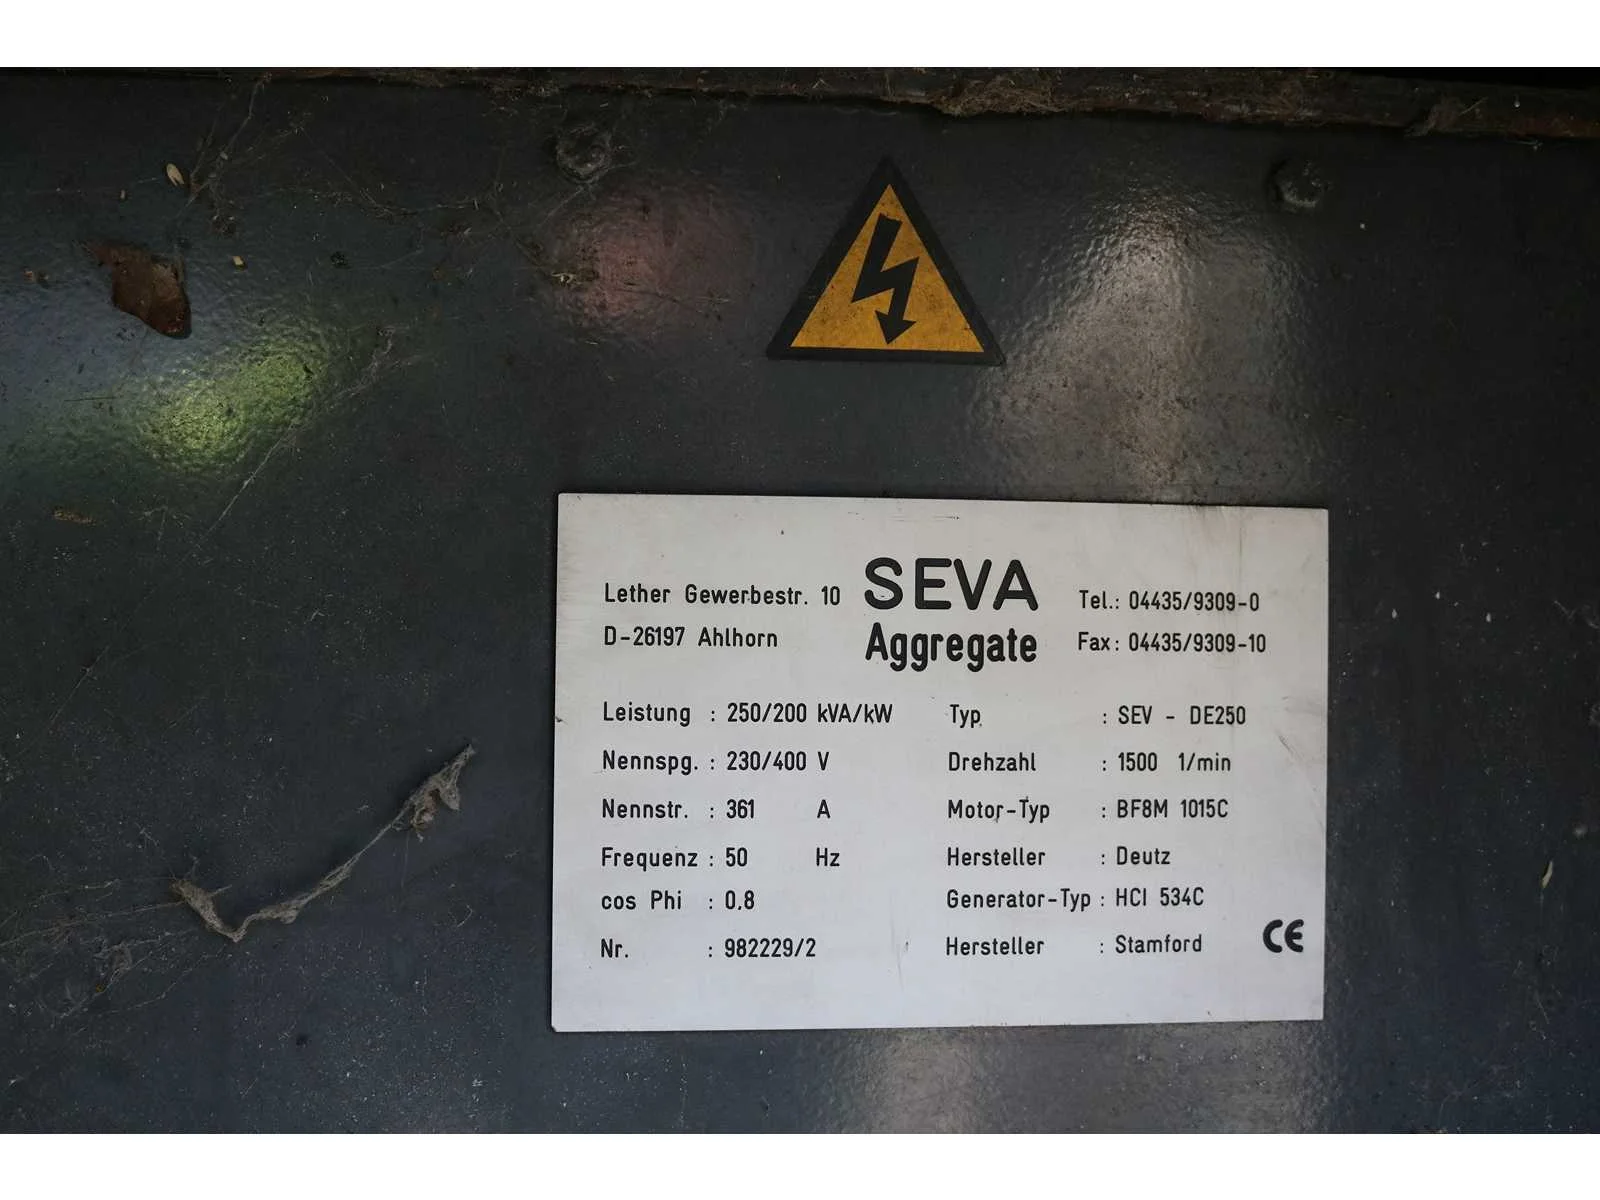 Lether Gewerbestr. 10 SEVA Tel.: 04435/9309-0
D-26197 Ahlhorn Aggregate Fax: 04435/9309-10
Leistung : 250/200 kVA/kW Typ : SEV - DE250
Nennspg. : 230/400 V Drehzahl : 1500 1/min
Nennstr. : 361 A Motor-Typ : BF8M 1015C
Frequenz : 50 Hz Hersteller : Deutz
cos Phi : 0.8 Generator-Typ : HCI 534C
Nr. : 982229/2 Hersteller : Stamford CE